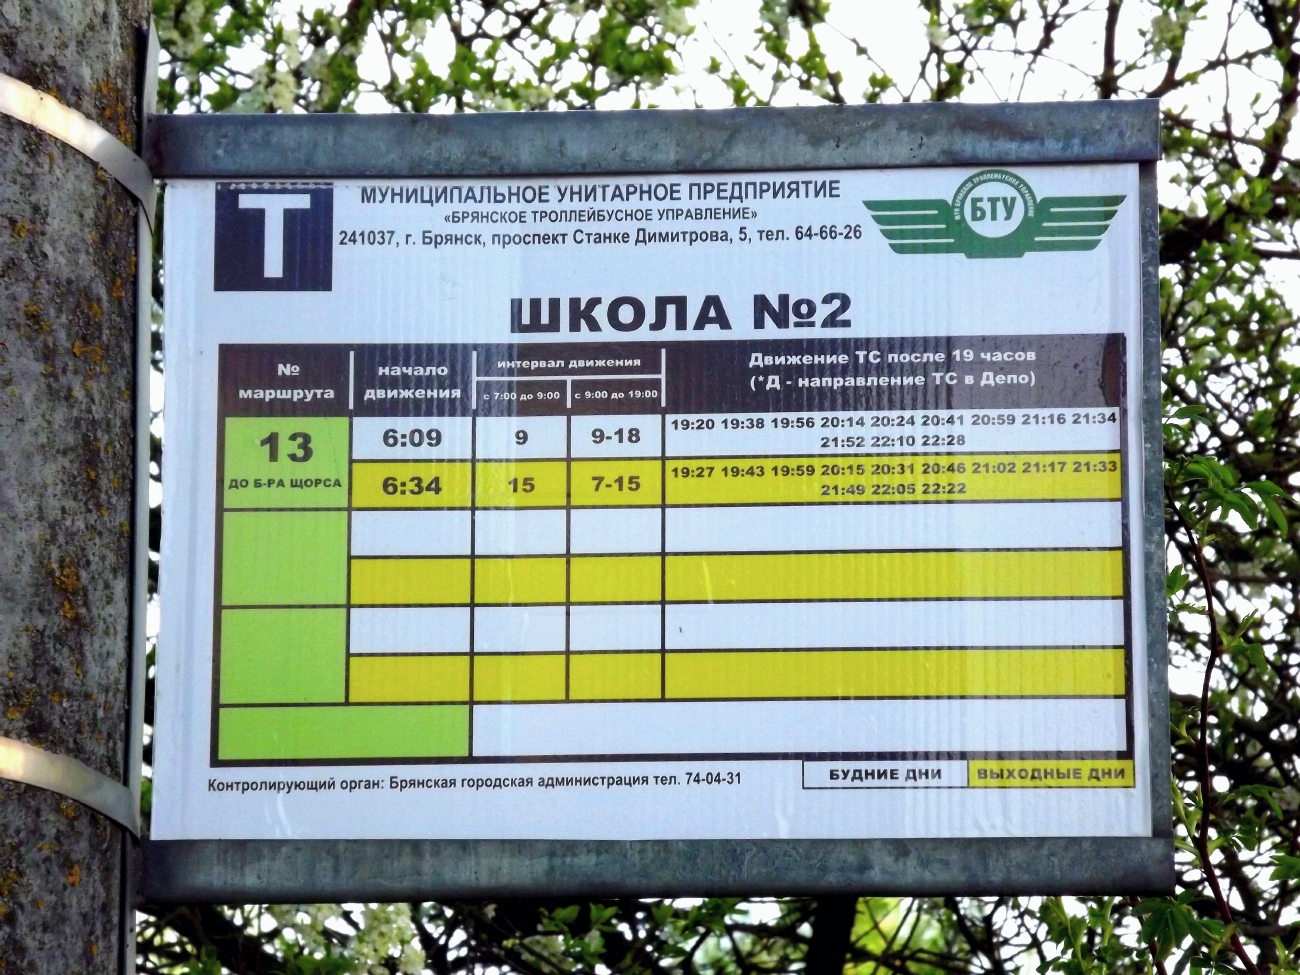 Т
МУНИЦИПАЛЬНОЕ УНИТАРНОЕ ПРЕДПРИЯТИЕ
«БРЯНСКОЕ ТРОЛЛЕЙБУСНОЕ УПРАВЛЕНИЕ»
241037, г. Брянск, проспект Станке Димитрова, 5, тел. 64-66-26
МУП БРЯНСКОЕ ТРОЛЛЕЙБУСНОЕ УПРАВЛЕНИЕ
БТУ
ШКОЛА №2
№ маршрута
начало движения
интервал движения
с 7:00 до 9:00
с 9:00 до 19:00
Движение ТС после 19 часов
(*Д - направление ТС в Депо)
13
ДО Б-РА ЩОРСА
6:09
9
9-18
19:20 19:38 19:56 20:14 20:24 20:41 20:59 21:16 21:34
21:52 22:10 22:28
6:34
15
7-15
19:27 19:43 19:59 20:15 20:31 20:46 21:02 21:17 21:33
21:49 22:05 22:22
Контролирующий орган: Брянская городская администрация тел. 74-04-31
БУДНИЕ ДНИ
ВЫХОДНЫЕ ДНИ